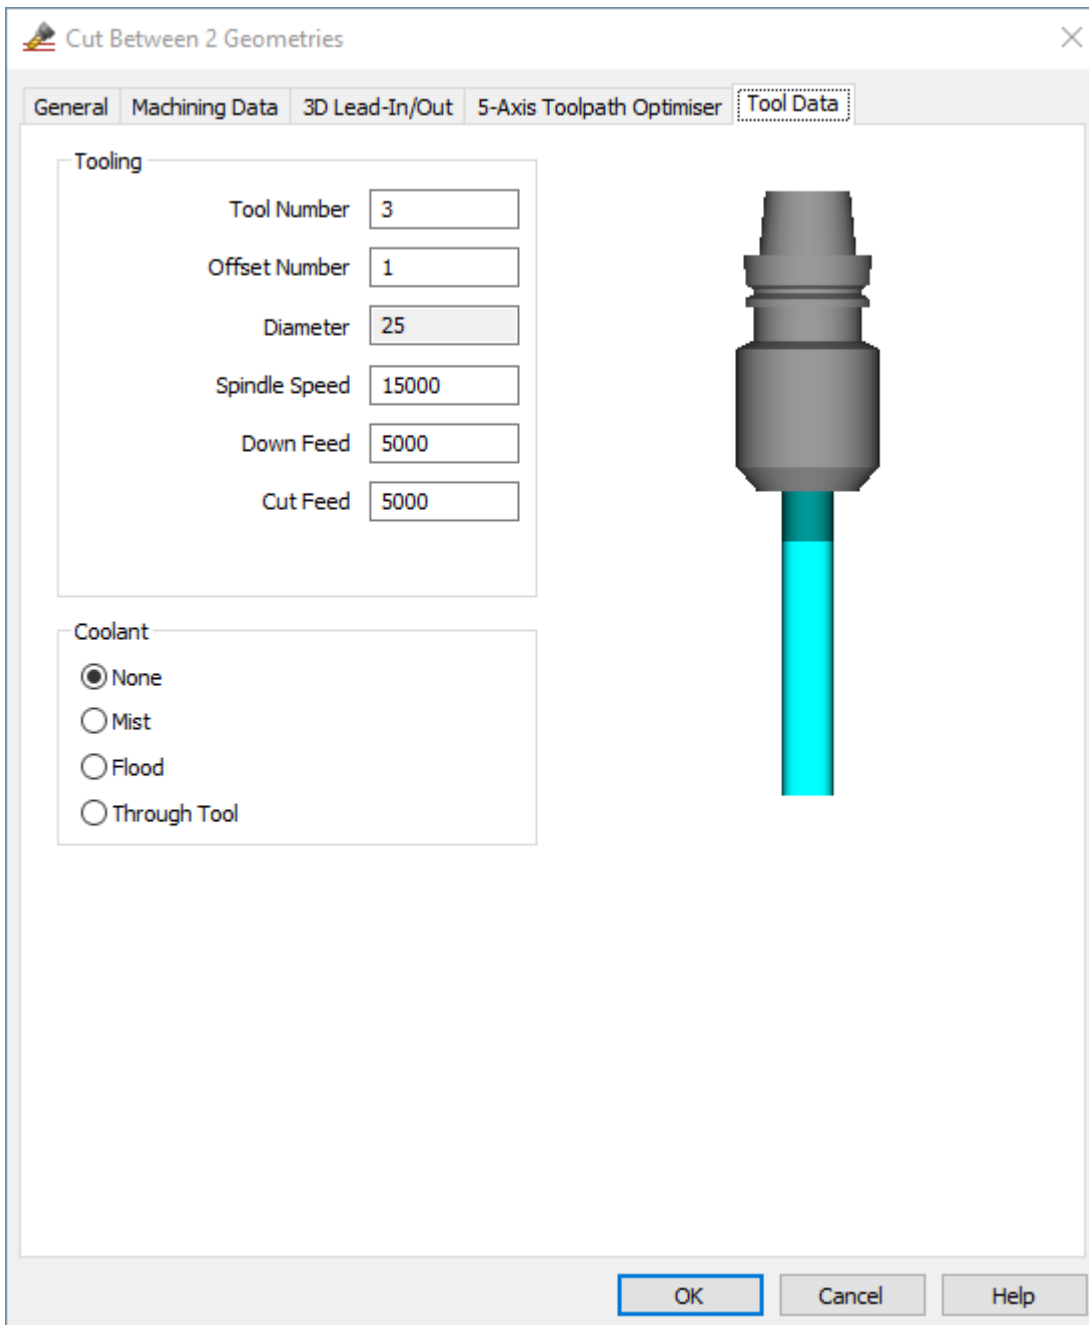 Cut Between 2 Geometries
General Machining Data 3D Lead-In/Out 5-Axis Toolpath Optimiser Tool Data
Tooling
Tool Number 3
Offset Number 1
Diameter 25
Spindle Speed 15000
Down Feed 5000
Cut Feed 5000
Coolant
None
Mist
Flood
Through Tool
OK Cancel Help